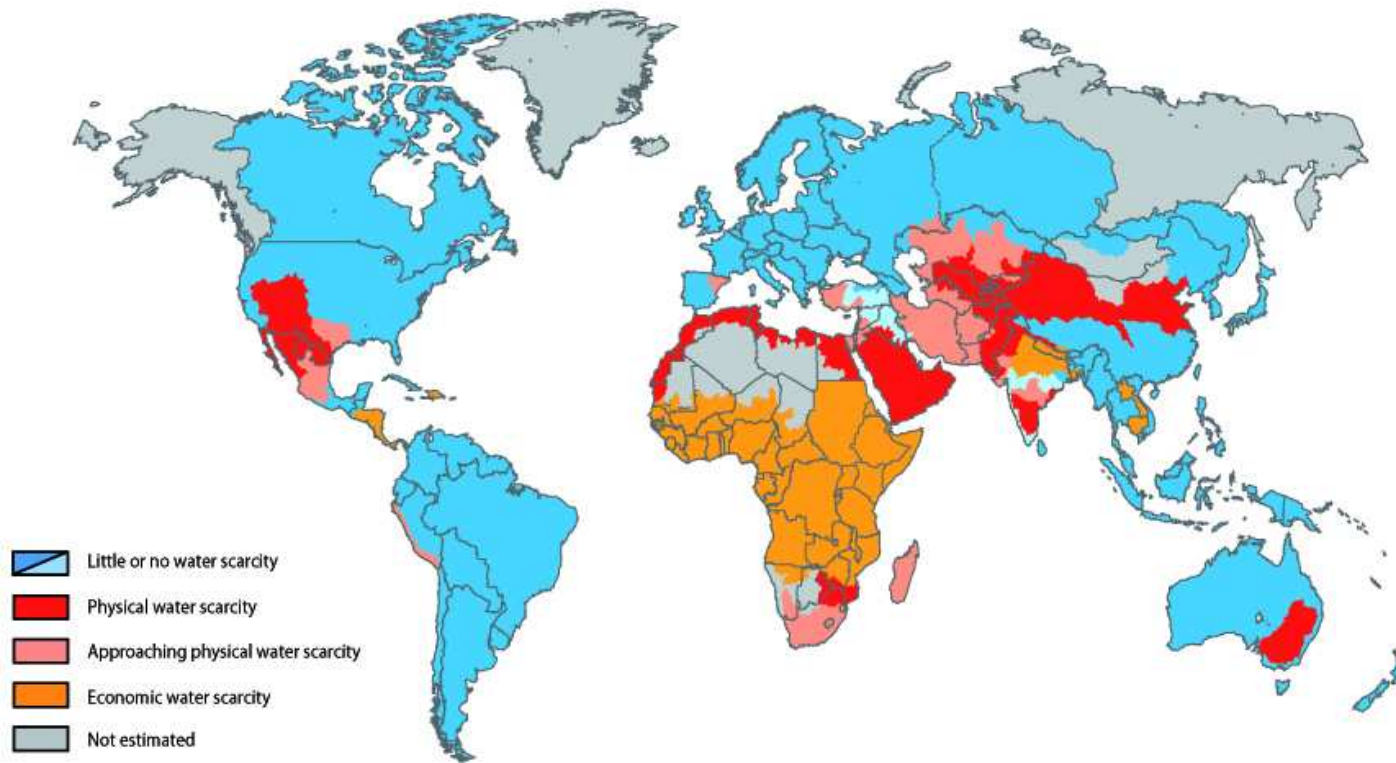 Little or no water scarcity
Physical water scarcity
Approaching physical water scarcity
Economic water scarcity
Not estimated